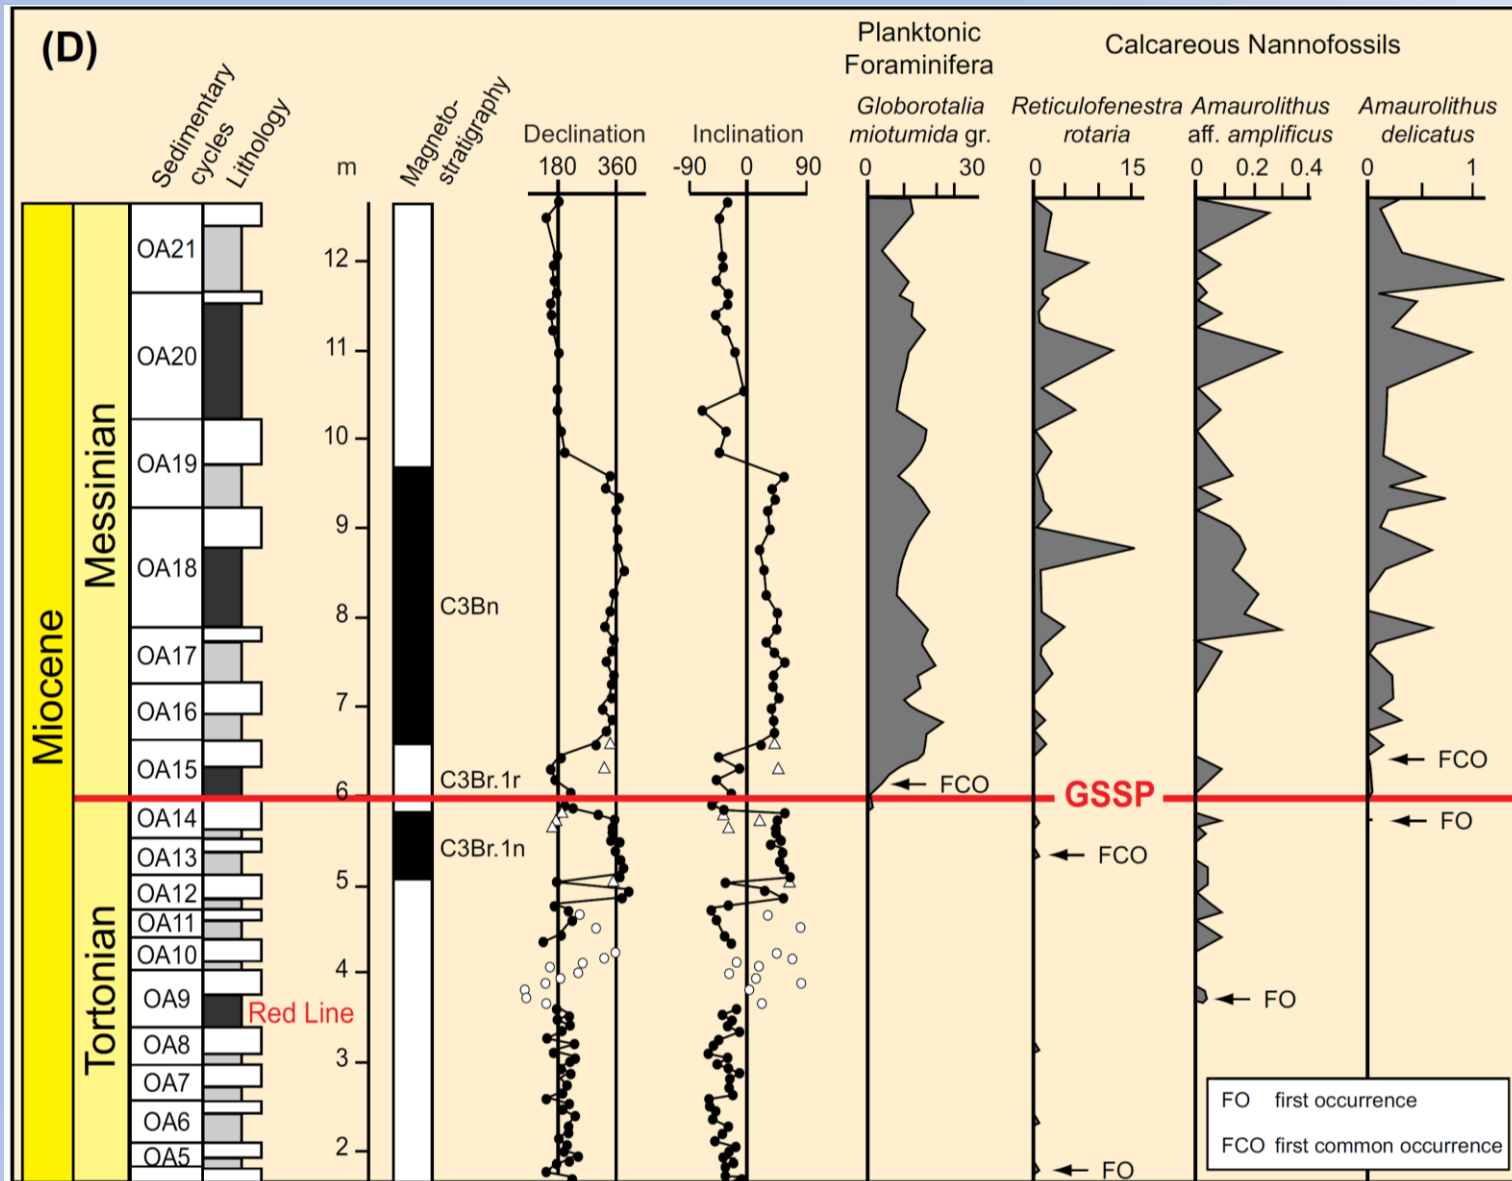 (D)
Sedimentary
cycles
Lithology
m
Magneto-
stratigraphy
Declination
180 360
Inclination
-90 0 90
Planktonic
Foraminifera
Globorotalia
miotumida gr.
0 30
Calcareous Nannofossils
Reticulofenestra
rotaria
0 15
Amaurolithus
aff. amplificus
0 0.2 0.4
Amaurolithus
delicatus
0 1
Miocene
Messinian
Tortonian
OA21
OA20
OA19
OA18
OA17
OA16
OA15
OA14
OA13
OA12
OA11
OA10
OA9
OA8
OA7
OA6
OA5
Red Line
12
11
10
9
8
7
6
5
4
3
2
C3Bn
C3Br.1r
C3Br.1n
FCO
GSSP
FCO
FO
FCO
FO
FO
FO first occurrence
FCO first common occurrence